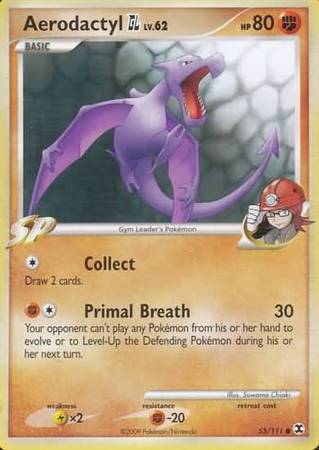 Aerodactyl GL LV.62 HP 80
BASIC
Gym Leader's Pokémon
SP
Collect
Draw 2 cards.
Primal Breath 30
Your opponent can't play any Pokémon from his or her hand
to evolve or to Level-Up the Defending Pokémon during his or
her next turn.
Illus. Suwama Chiaki
weakness resistance retreat cost
×2 -20
©2009 Pokémon/Nintendo 55/111